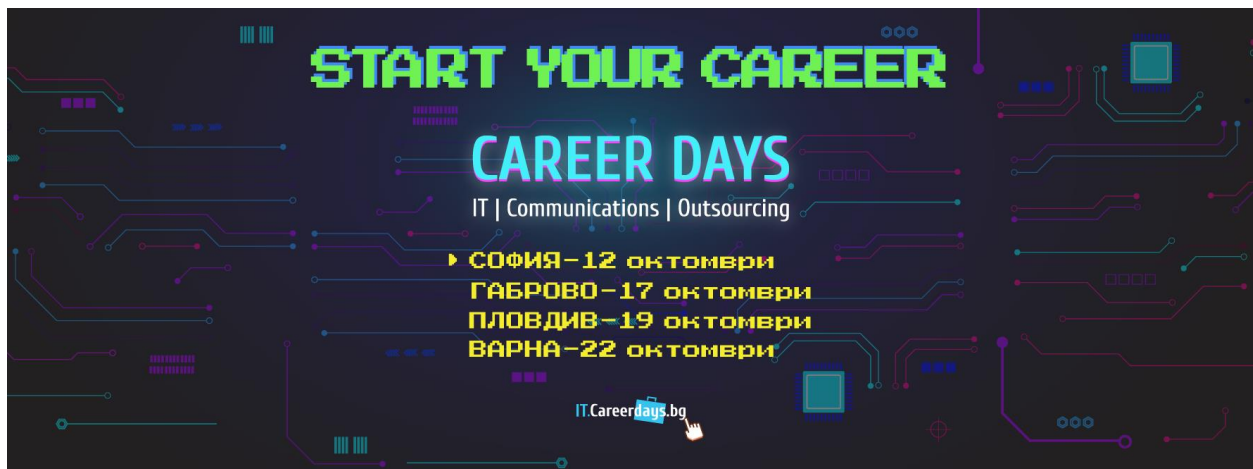 START YOUR CAREER
CAREER DAYS
IT | Communications | Outsourcing
СОФИЯ-12 октомври
ГАБРОВО-17 октомври
ПЛОВДИВ-19 октомври
ВАРНА-22 октомври
IT.Careerdays.bg